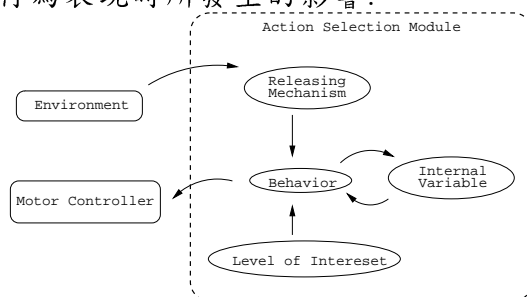 行為表現時所發生的影響.
Action Selection Module
Releasing
Mechanism
Environment
Behavior
Internal
Variable
Motor Controller
Level of Intereset